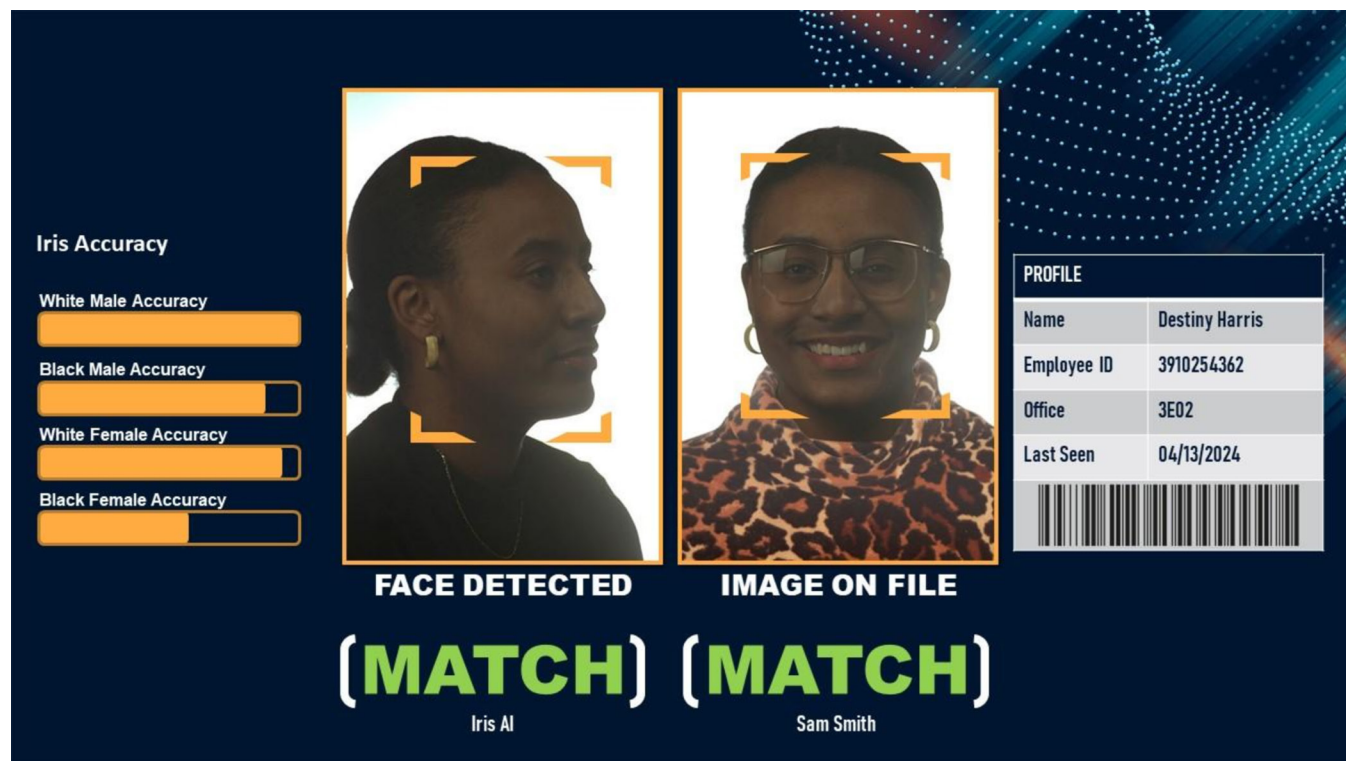 Iris Accuracy
White Male Accuracy
Black Male Accuracy
White Female Accuracy
Black Female Accuracy
FACE DETECTED
IMAGE ON FILE
(MATCH)
(MATCH)
Iris AI
Sam Smith
PROFILE
Name Destiny Harris
Employee ID 3910254362
Office 3E02
Last Seen 04/13/2024